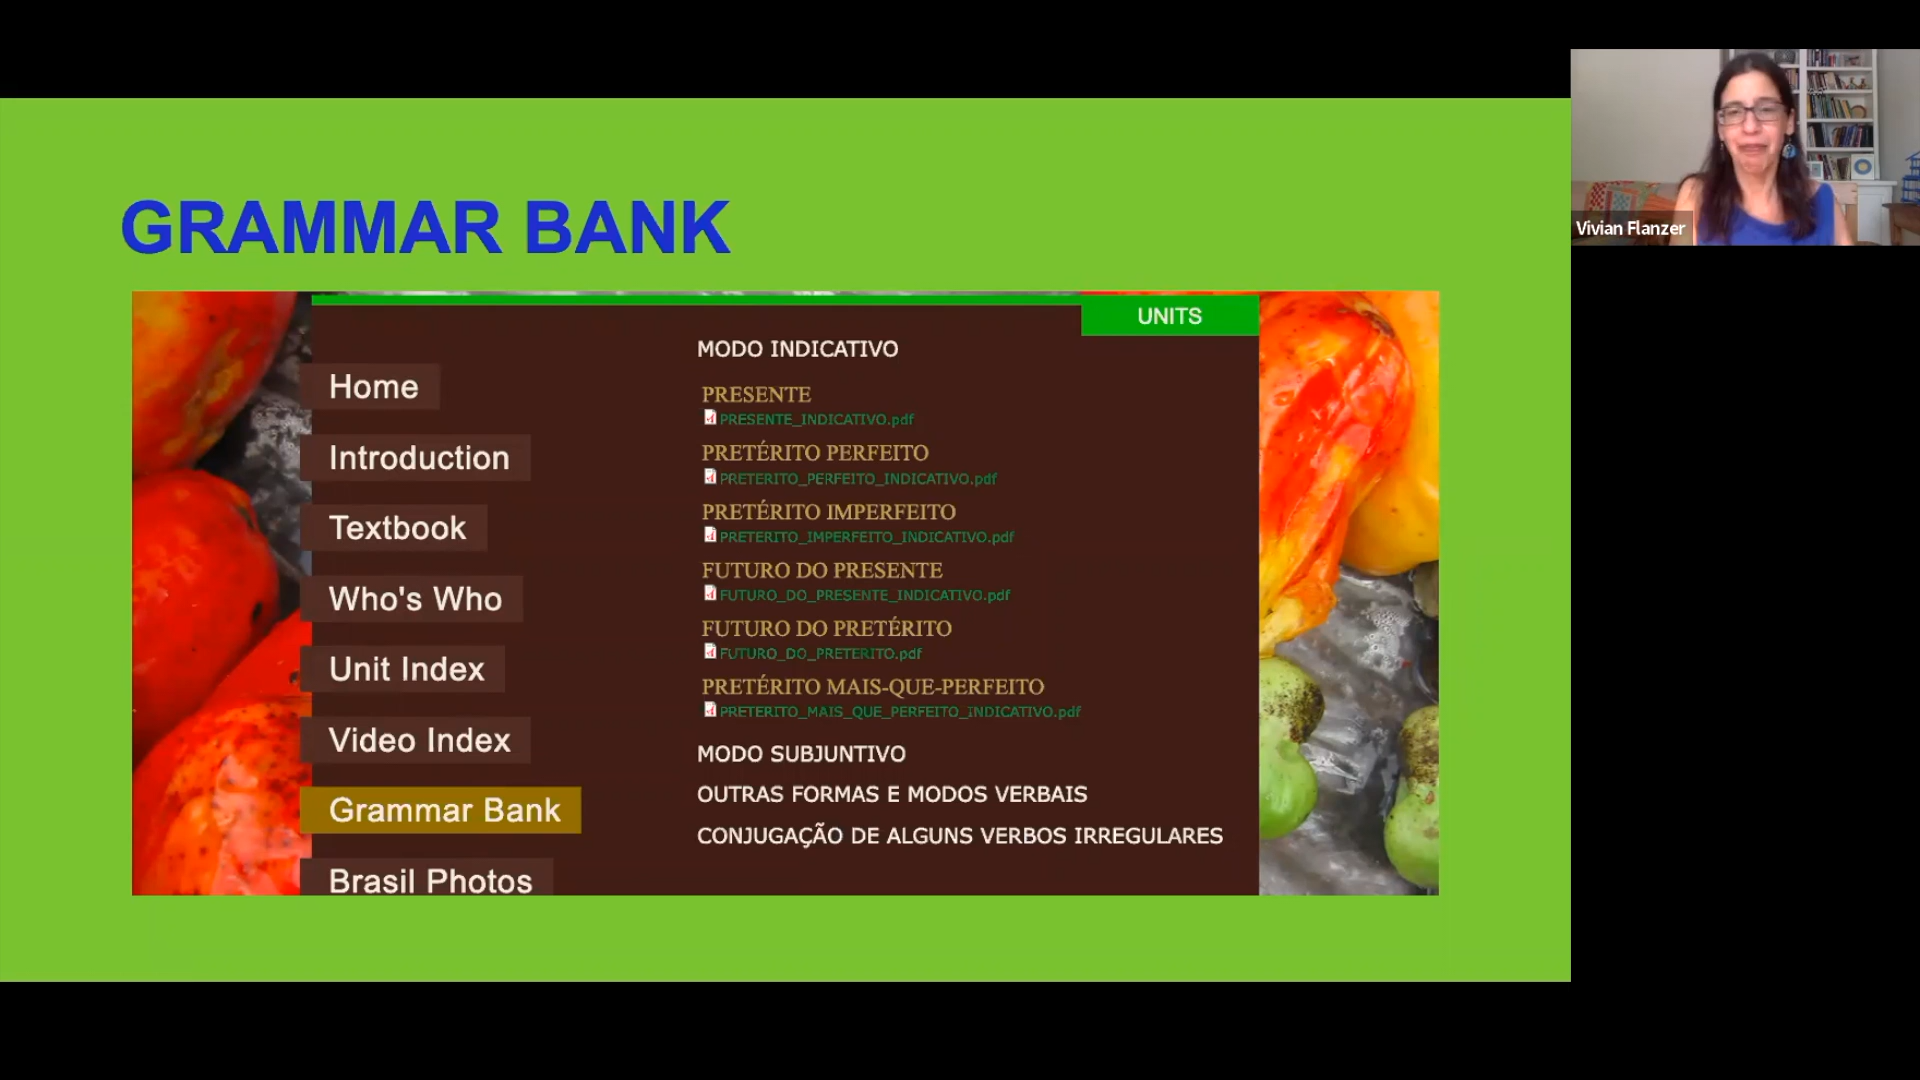 GRAMMAR BANK
UNITS
Home
Introduction
Textbook
Who's Who
Unit Index
Video Index
Grammar Bank
Brasil Photos
MODO INDICATIVO
PRESENTE
PRESENTE_INDICATIVO.pdf
PRETÉRITO PERFEITO
PRETERITO_PERFEITO_INDICATIVO.pdf
PRETÉRITO IMPERFEITO
PRETERITO_IMPERFEITO_INDICATIVO.pdf
FUTURO DO PRESENTE
FUTURO_DO_PRESENTE_INDICATIVO.pdf
FUTURO DO PRETÉRITO
FUTURO_DO_PRETERITO.pdf
PRETÉRITO MAIS-QUE-PERFEITO
PRETERITO_MAIS_QUE_PERFEITO_INDICATIVO.pdf
MODO SUBJUNTIVO
OUTRAS FORMAS E MODOS VERBAIS
CONJUGAÇÃO DE ALGUNS VERBOS IRREGULARES
Vivian Flanzer